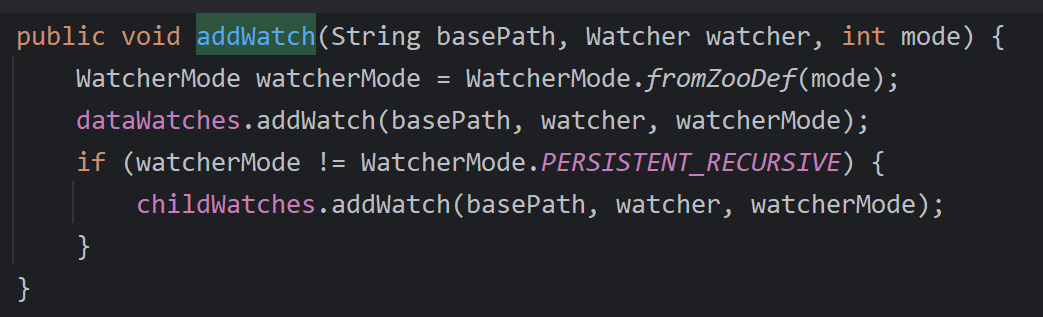 public void addWatch(String basePath, Watcher watcher, int mode) {
WatcherMode watcherMode = WatcherMode.fromZooDef(mode);
dataWatches.addWatch(basePath, watcher, watcherMode);
if (watcherMode != WatcherMode.PERSISTENT_RECURSIVE) {
childWatches.addWatch(basePath, watcher, watcherMode);
}
}